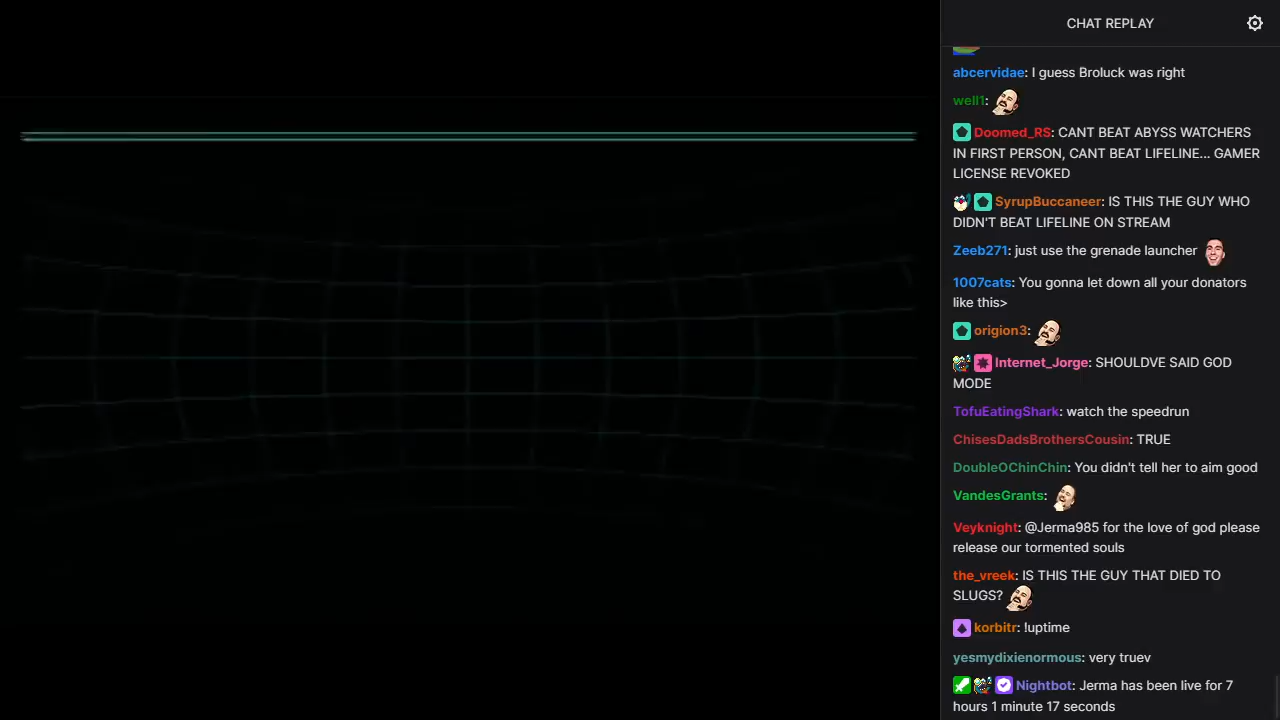 CHAT REPLAY
abcervidae: I guess Broluck was right
well1:
Doomed_RS: CANT BEAT ABYSS WATCHERS
IN FIRST PERSON, CANT BEAT LIFELINE... GAMER
LICENSE REVOKED
SyrupBuccaneer: IS THIS THE GUY WHO
DIDN'T BEAT LIFELINE ON STREAM
Zeeb271: just use the grenade launcher
1007cats: You gonna let down all your donators
like this>
origion3:
Internet_Jorge: SHOULDVE SAID GOD
MODE
TofuEatingShark: watch the speedrun
ChisesDadsBrothersCousin: TRUE
DoubleOChinChin: You didn't tell her to aim good
VandesGrants:
Veyknight: @Jerma985 for the love of god please
release our tormented souls
the_vreek: IS THIS THE GUY THAT DIED TO
SLUGS?
korbitr: !uptime
yesmydixienormous: very truev
Nightbot: Jerma has been live for 7
hours 1 minute 17 seconds